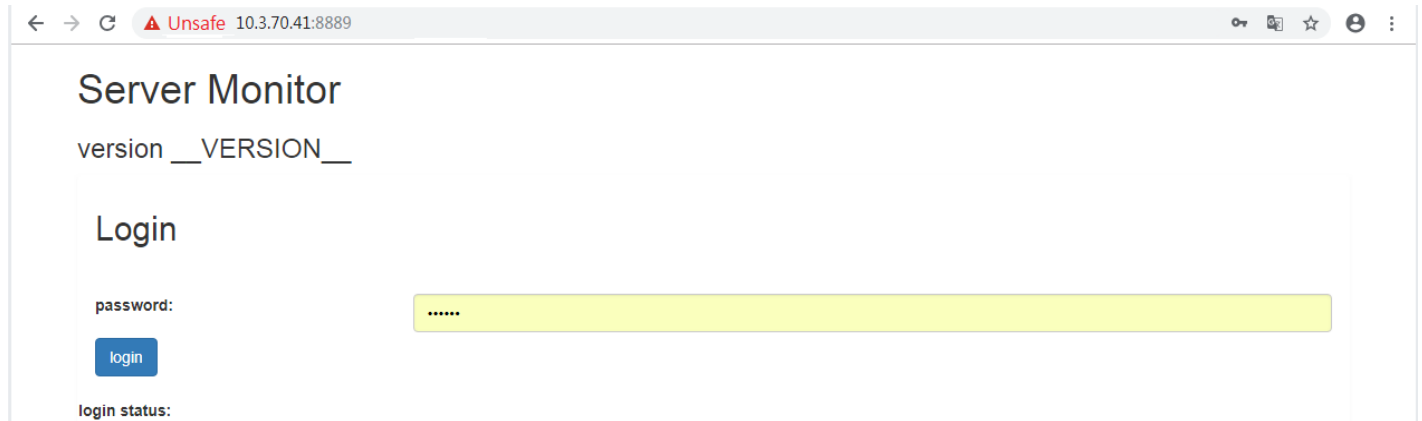 Unsafe 10.3.70.41:8889
Server Monitor
version __VERSION__
Login
password: ••••••
login
login status: